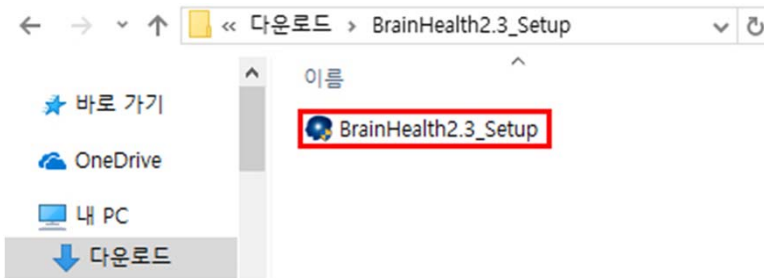 « 다운로드 › BrainHealth2.3_Setup
이름
바로 가기
BrainHealth2.3_Setup
OneDrive
내 PC
다운로드